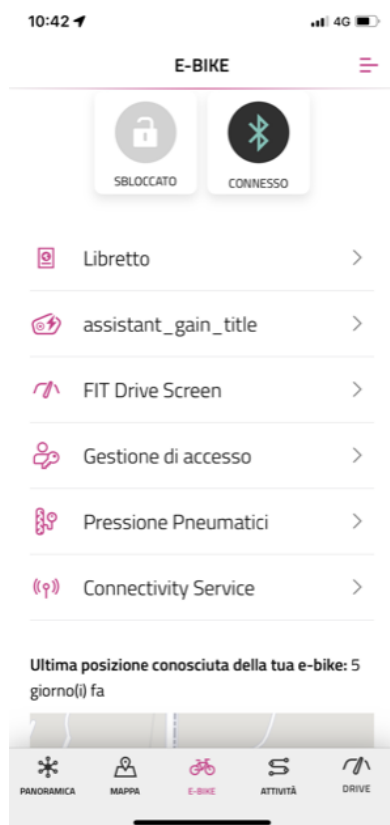 10:42
4G
E-BIKE
SBLOCCATO
CONNESSO
Libretto
assistant_gain_title
FIT Drive Screen
Gestione di accesso
Pressione Pneumatici
Connectivity Service
Ultima posizione conosciuta della tua e-bike: 5
giorno(i) fa
PANORAMICA
MAPPA
E-BIKE
ATTIVITÀ
DRIVE